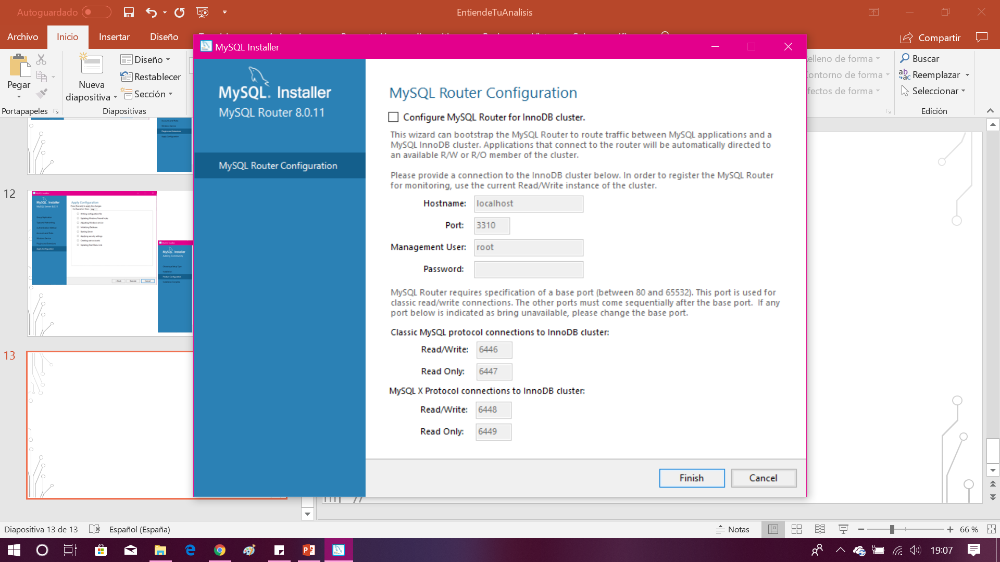 Autoguardado
EntiendeTuAnalisis
Archivo
Inicio
Insertar
Diseño
Compartir
Pegar
Nueva
diapositiva
Diseño
Restablecer
Sección
Portapapeles
Diapositivas
Relleno de forma
Contorno de forma
Efectos de forma
Buscar
Reemplazar
Seleccionar
Edición
MySQL Installer
MySQL. Installer
MySQL Router 8.0.11
MySQL Router Configuration
MySQL Router Configuration
Configure MySQL Router for InnoDB cluster.
This wizard can bootstrap the MySQL Router to route traffic between MySQL applications and a
MySQL InnoDB cluster. Applications that connect to the router will be automatically directed to
an available R/W or R/O member of the cluster.
Please provide a connection to the InnoDB cluster below. In order to register the MySQL Router
for monitoring, use the current Read/Write instance of the cluster.
Hostname: localhost
Port: 3310
Management User: root
Password:
MySQL Router requires specification of a base port (between 80 and 65532). This port is used for
classic read/write connections. The other ports must come sequentially after the base port. If any
port below is indicated as bring unavailable, please change the base port.
Classic MySQL protocol connections to InnoDB cluster:
Read/Write: 6446
Read Only: 6447
MySQL X Protocol connections to InnoDB cluster:
Read/Write: 6448
Read Only: 6449
Finish
Cancel
12
MySQL. Installer
Apply Configuration
13
Diapositiva 13 de 13
Español (España)
Notas
66 %
19:07